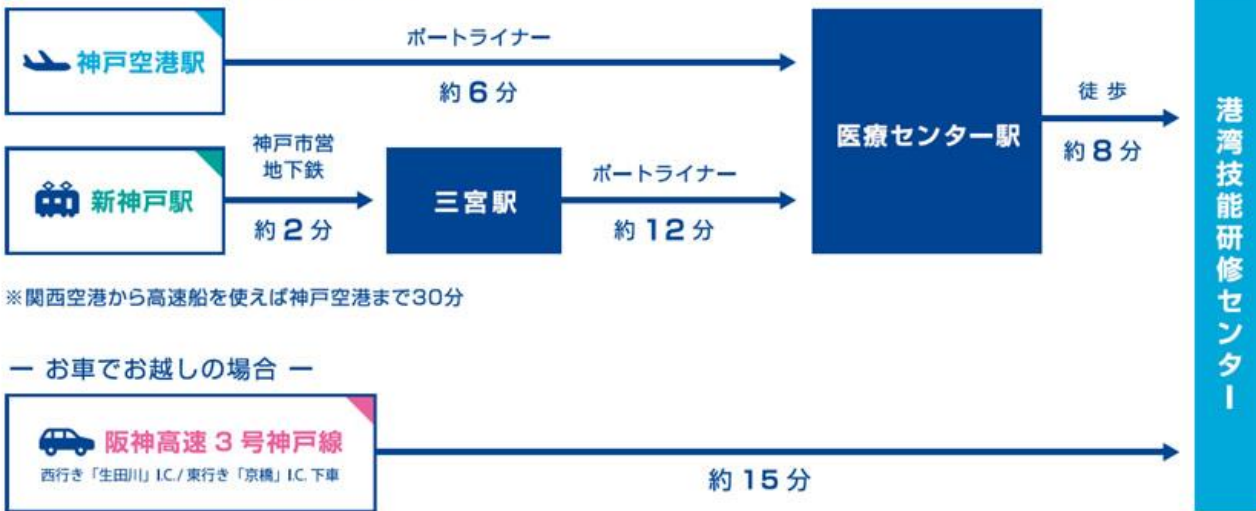 神戸空港駅
ポートライナー
約6分
新神戸駅
神戸市営
地下鉄
約2分
三宮駅
ポートライナー
約12分
医療センター駅
徒歩
約8分
港湾技能研修センター
※関西空港から高速船を使えば神戸空港まで30分
ー お車でお越しの場合 ー
阪神高速3号神戸線
西行き「生田川」I.C./東行き「京橋」I.C.下車
約15分